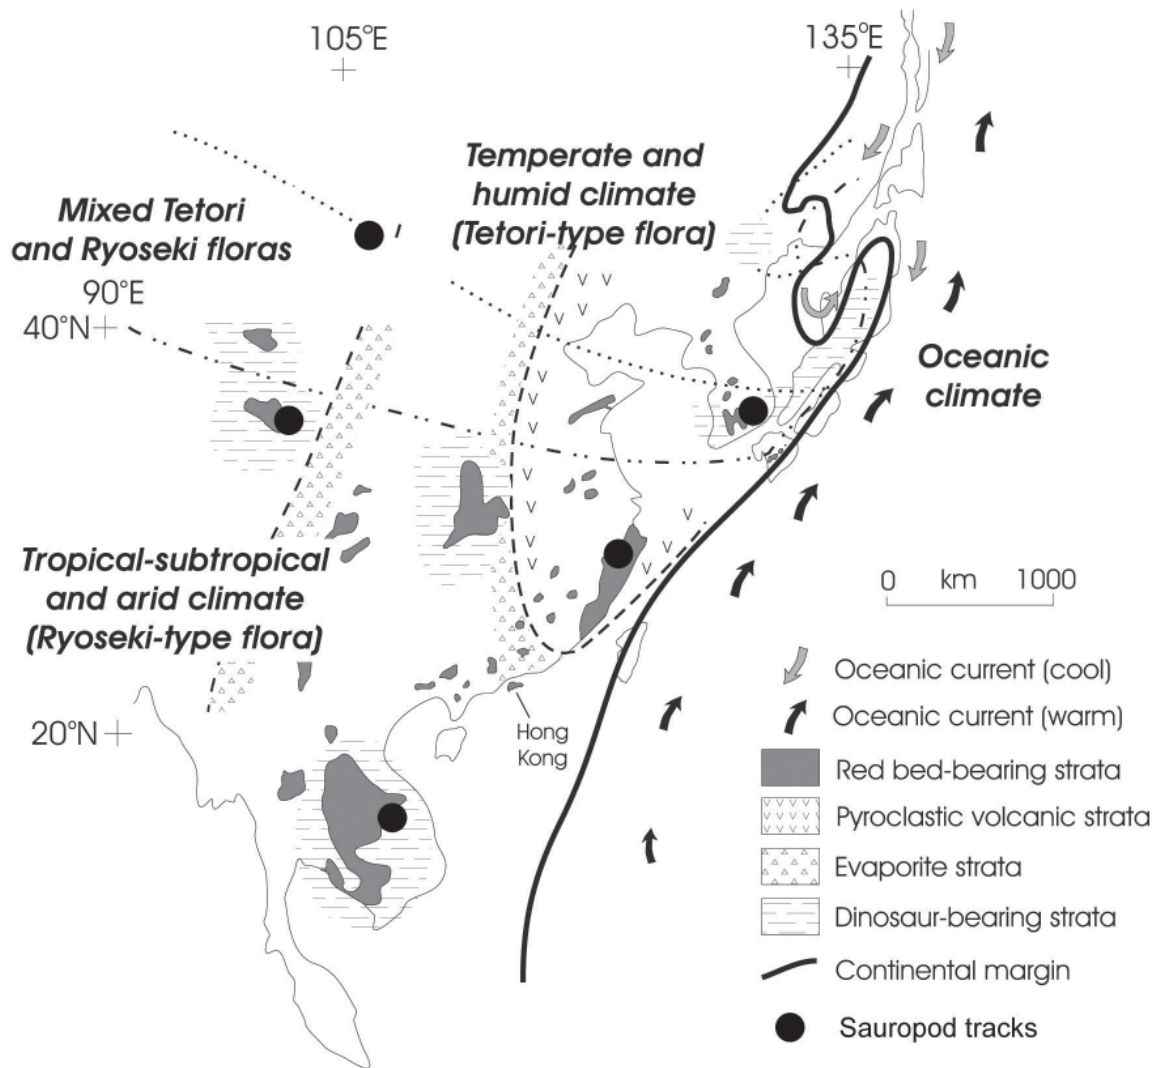 105°E
135°E
Temperate and
humid climate
(Tetori-type flora)
Mixed Tetori
and Ryoseki floras
90°E
40°N
Oceanic
climate
Tropical-subtropical
and arid climate
(Ryoseki-type flora)
0 km 1000
20°N
Hong
Kong
Oceanic current (cool)
Oceanic current (warm)
Red bed-bearing strata
Pyroclastic volcanic strata
Evaporite strata
Dinosaur-bearing strata
Continental margin
Sauropod tracks